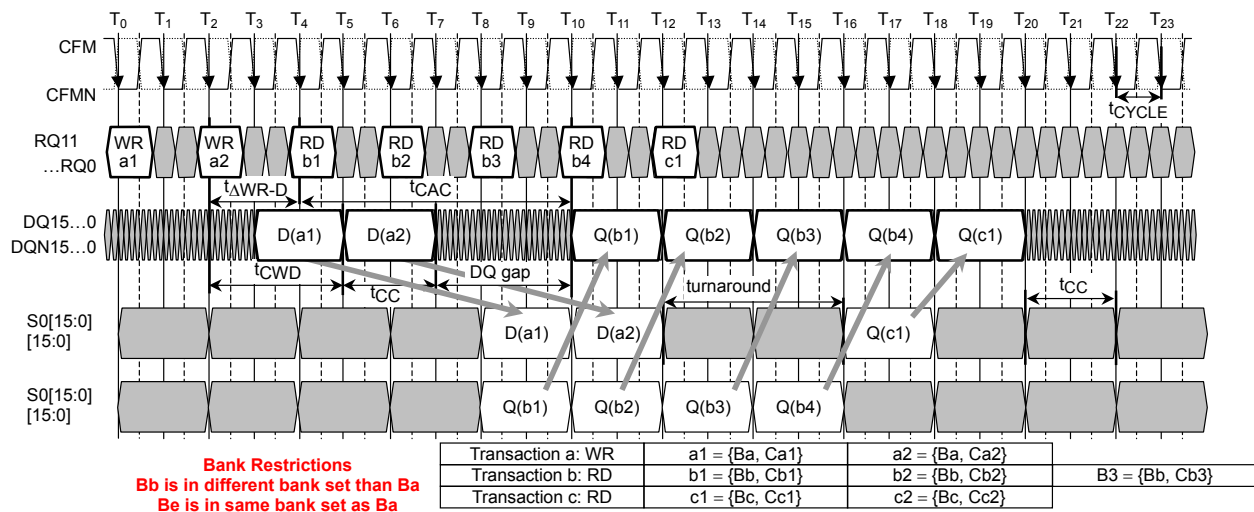 T0 T1 T2 T3 T4 T5 T6 T7 T8 T9 T10 T11 T12 T13 T14 T15 T16 T17 T18 T19 T20 T21 T22 T23
CFM
CFMN
tCYCLE
RQ11
...RQ0
WR a1
WR a2
RD b1
RD b2
RD b3
RD b4
RD c1
tΔWR-D
tCAC
DQ15...0
DQN15...0
D(a1) D(a2) Q(b1) Q(b2) Q(b3) Q(b4) Q(c1)
tCWD
tCC
DQ gap
turnaround
tCC
S0[15:0]
[15:0]
D(a1) D(a2) Q(c1)
S0[15:0]
[15:0]
Q(b1) Q(b2) Q(b3) Q(b4)
Bank Restrictions
Bb is in different bank set than Ba
Be is in same bank set as Ba
Transaction a: WR a1 = {Ba, Ca1} a2 = {Ba, Ca2}
Transaction b: RD b1 = {Bb, Cb1} b2 = {Bb, Cb2} B3 = {Bb, Cb3}
Transaction c: RD c1 = {Bc, Cc1} c2 = {Bc, Cc2}